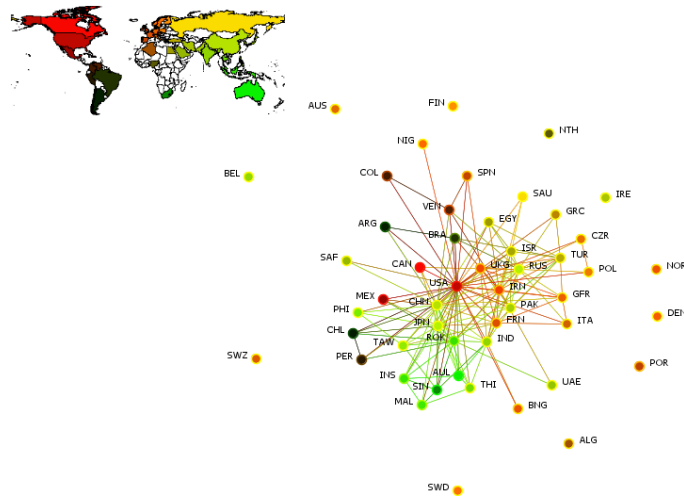 AUS
FIN
NTH
NIG
COL
SPN
BEL
SAU
IRE
VEN
EGY
GRC
ARG
BRA
ISR
CZR
TUR
SAF
CAN
UKG
RUS
POL
NOR
USA
IRN
MEX
CHN
PAK
GFR
PHI
JPN
FRN
ITA
DEN
CHL
TAW
ROK
IND
PER
SWZ
POR
INS
AUL
SIN
THI
UAE
MAL
BNG
ALG
SWD